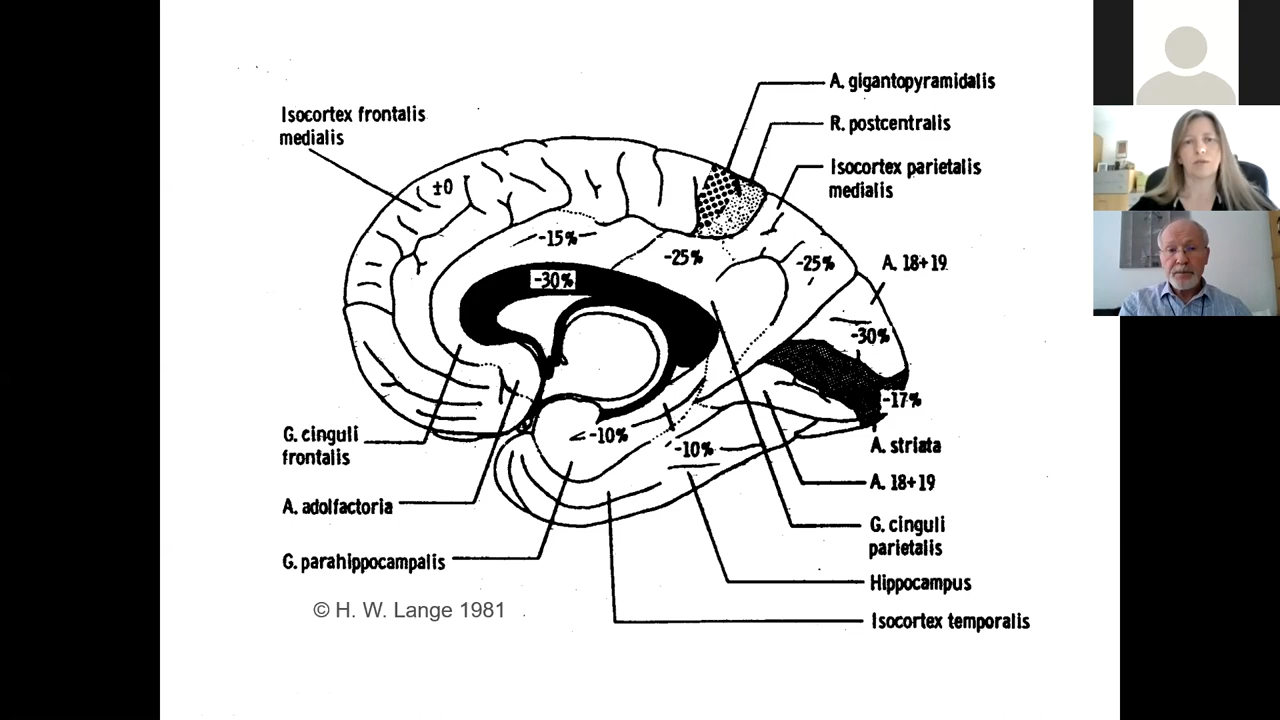 A. gigantopyramidalis
Isocortex frontalis
medialis
R. postcentralis
Isocortex parietalis
medialis
±0
-15%
-25%
-25%
A. 18+19
-30%
-30%
-17%
G. cinguli
frontalis
-10%
-10%
A. striata
A. 18+19
A. adolfactoria
G. cinguli
parietalis
G. parahippocampalis
Hippocampus
© H. W. Lange 1981
Isocortex temporalis